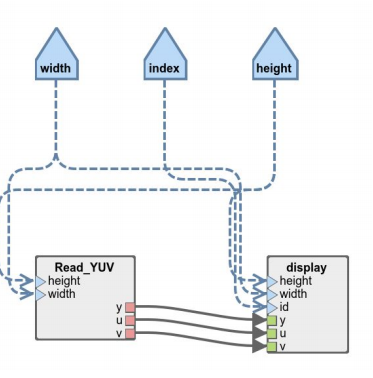 width
index
height
Read_YUV
height
width
y
u
v
display
height
width
id
y
u
v